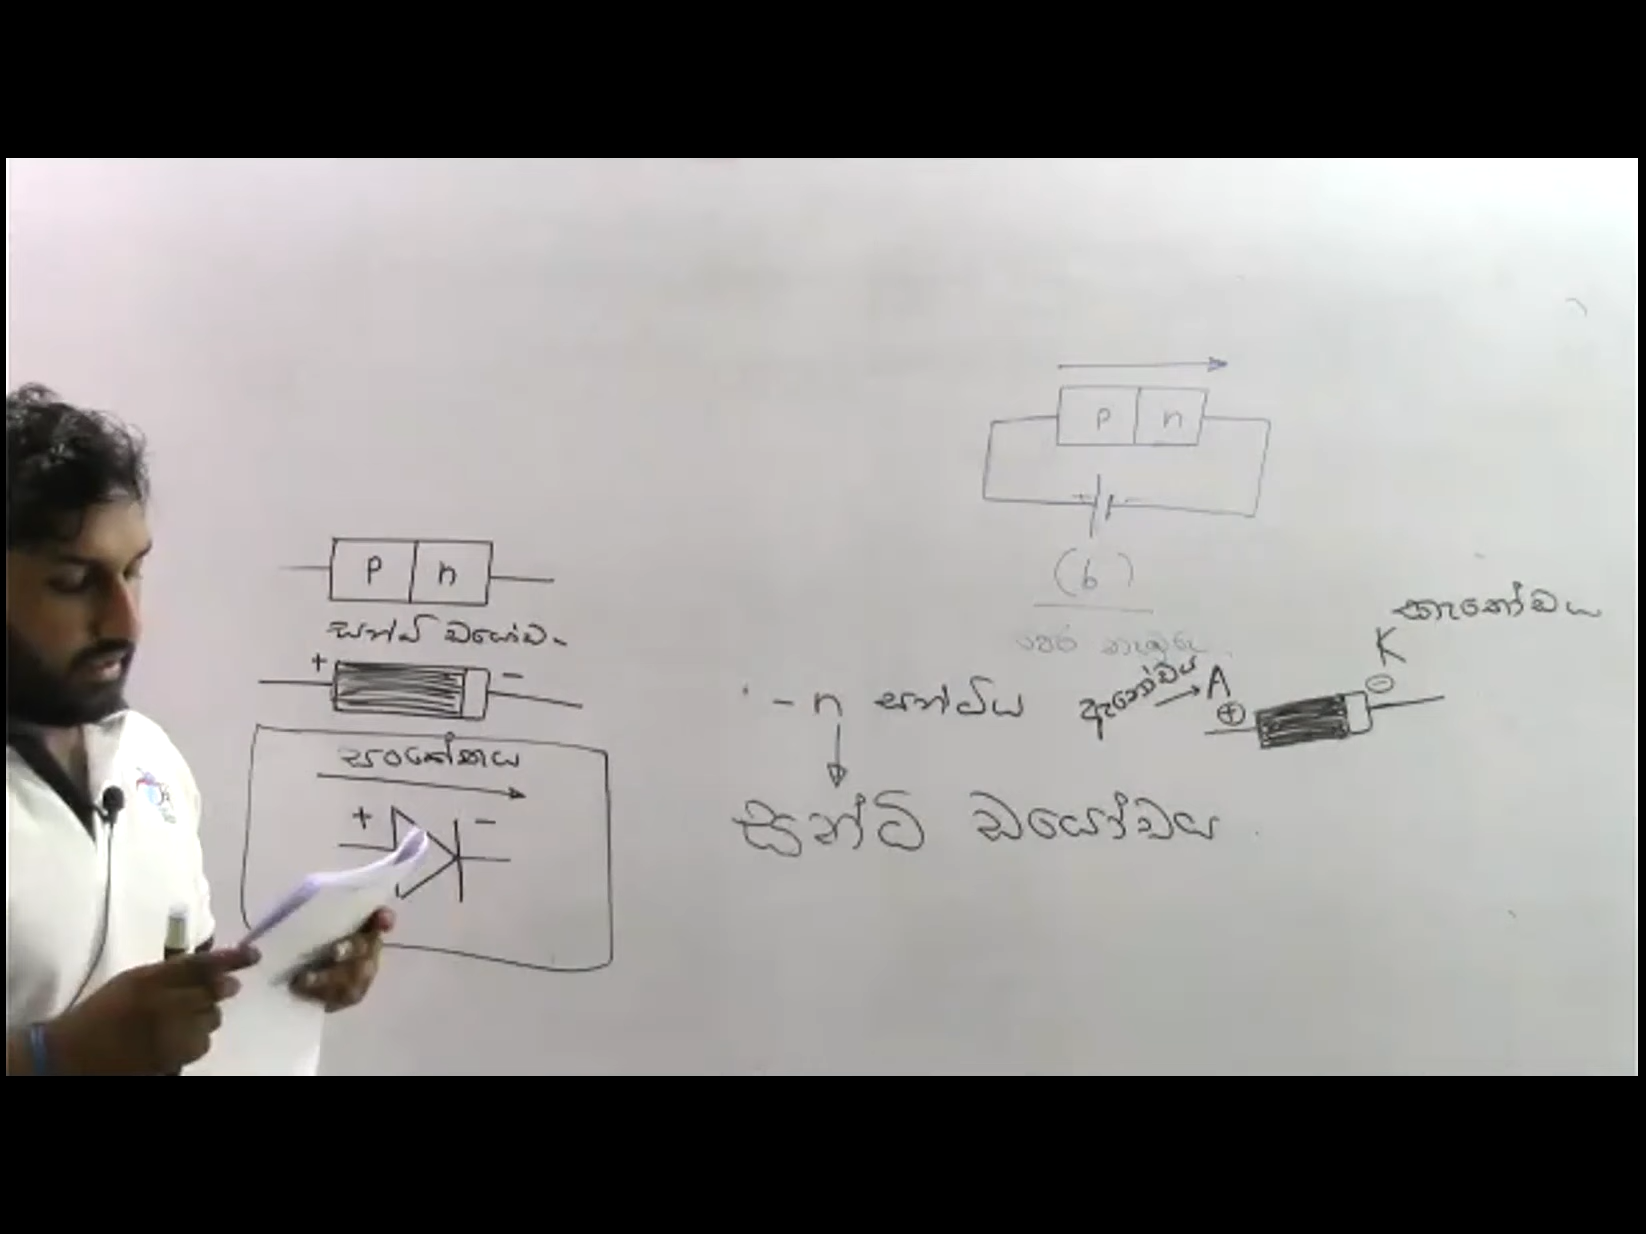 p n
(b)
පෙර නැඹුරු
p n
සන්ධි ඩයෝඩ
+ −
කැතෝඩය
K
- n සන්ධිය
ඇනෝඩය → A
⊕ ⊖
සංකේතය
+ −
සන්ධි ඩයෝඩය